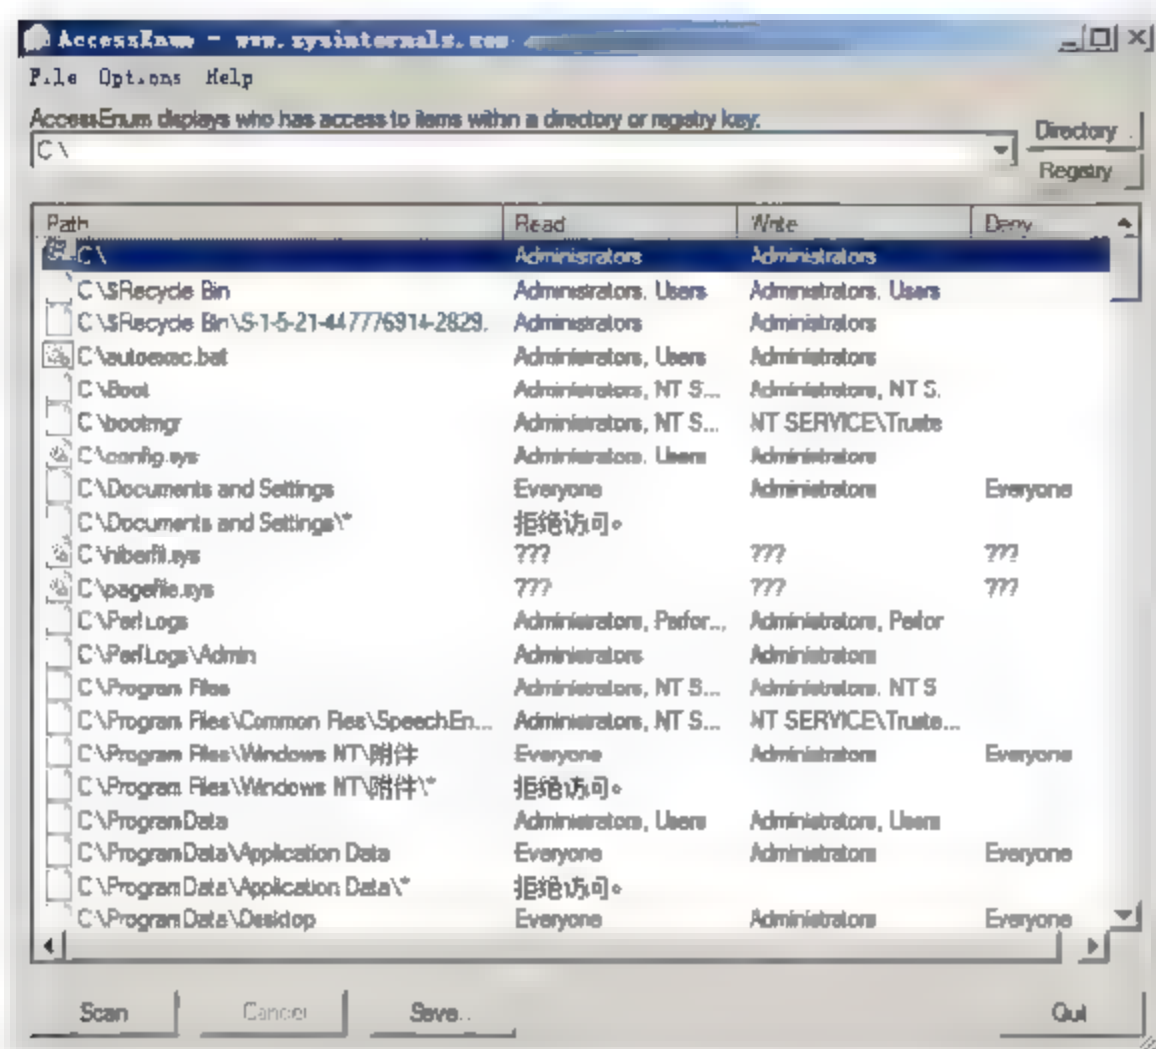 AccessEnum - www.sysinternals.com
File Options Help
AccessEnum displays who has access to items within a directory or registry key:
C:\
Directory...
Registry
Path Read Write Deny
C:\ Administrators Administrators
C:\$Recycle Bin Administrators, Users Administrators, Users
C:\$Recycle Bin\S-1-5-21-447776914-2829. Administrators Administrators
C:\autoexec.bat Administrators, Users Administrators
C:\Boot Administrators, NT S... Administrators, NT S.
C:\bootmgr Administrators, NT S... NT SERVICE\Truste
C:\config.sys Administrators, Users Administrators
C:\Documents and Settings Everyone Administrators Everyone
C:\Documents and Settings\* 拒绝访问。
C:\hiberfil.sys ??? ??? ???
C:\pagefile.sys ??? ??? ???
C:\PerfLogs Administrators, Perfor... Administrators, Perfor
C:\PerfLogs\Admin Administrators Administrators
C:\Program Files Administrators, NT S... Administrators, NT S
C:\Program Files\Common Files\SpeechEn... Administrators, NT S... NT SERVICE\Truste...
C:\Program Files\Windows NT\附件 Everyone Administrators Everyone
C:\Program Files\Windows NT\附件\* 拒绝访问。
C:\ProgramData Administrators, Users Administrators, Users
C:\ProgramData\Application Data Everyone Administrators Everyone
C:\ProgramData\Application Data\* 拒绝访问。
C:\ProgramData\Desktop Everyone Administrators Everyone
Scan Cancel Save... Quit